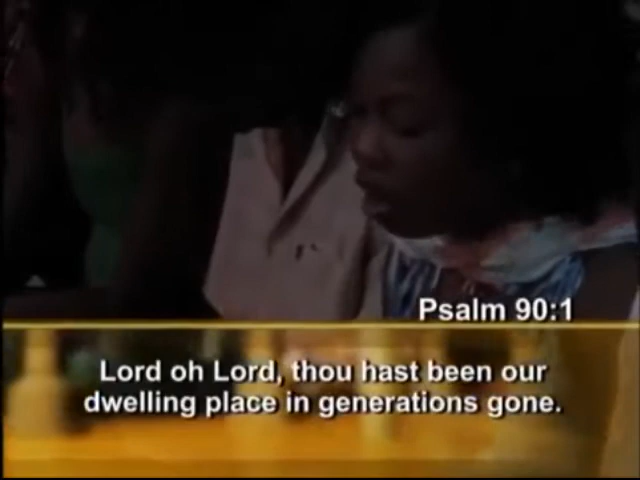 Psalm 90:1
Lord oh Lord, thou hast been our
dwelling place in generations gone.